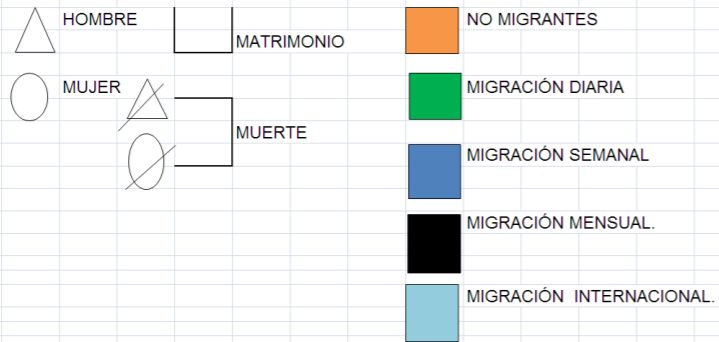 HOMBRE
MATRIMONIO
MUJER
MUERTE
NO MIGRANTES
MIGRACIÓN DIARIA
MIGRACIÓN SEMANAL
MIGRACIÓN MENSUAL.
MIGRACIÓN INTERNACIONAL.